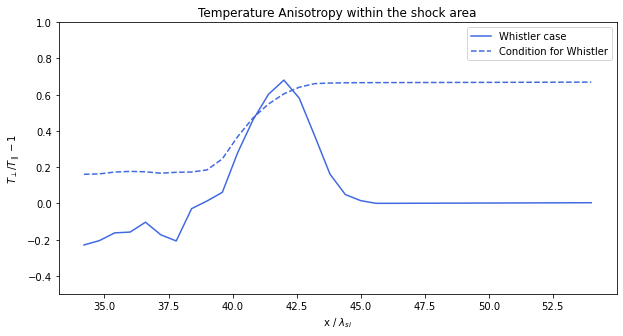 Temperature Anisotropy within the shock area
Whistler case
Condition for Whistler
1.0
0.8
0.6
0.4
0.2
0.0
−0.2
−0.4
T⊥/T∥ − 1
35.0 37.5 40.0 42.5 45.0 47.5 50.0 52.5
x / λsi